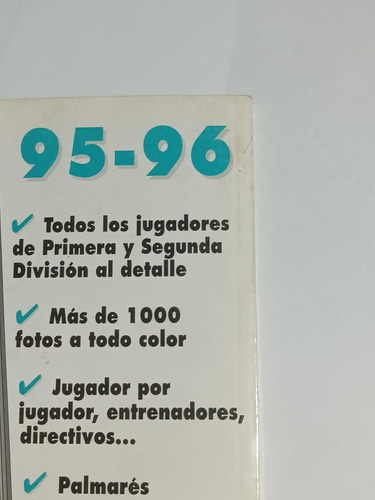 95-96
✔ Todos los jugadores
de Primera y Segunda
División al detalle
✔ Más de 1000
fotos a todo color
✔ Jugador por
jugador, entrenadores,
directivos...
✔ Palmarés